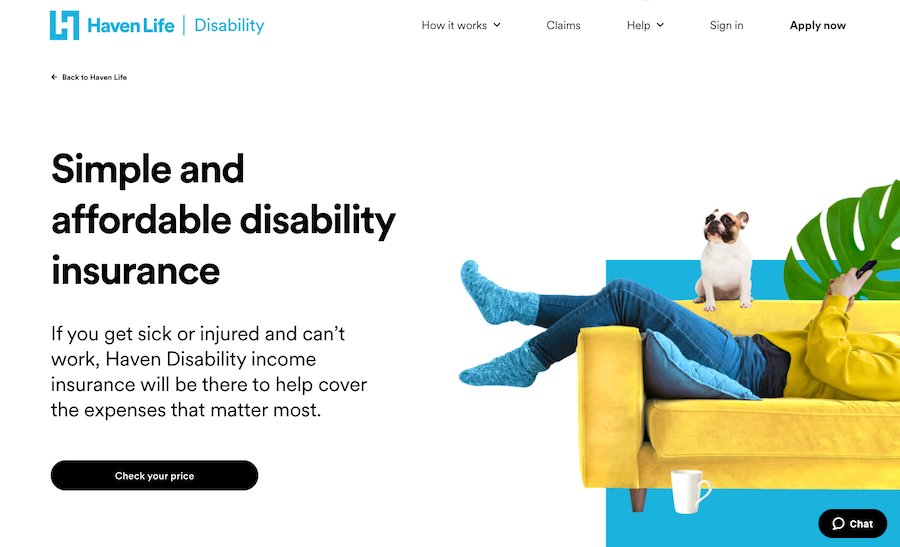 Haven Life | Disability
How it works
Claims
Help
Sign in
Apply now
← Back to Haven Life
Simple and
affordable disability
insurance
If you get sick or injured and can’t
work, Haven Disability income
insurance will be there to help cover
the expenses that matter most.
Check your price
Chat